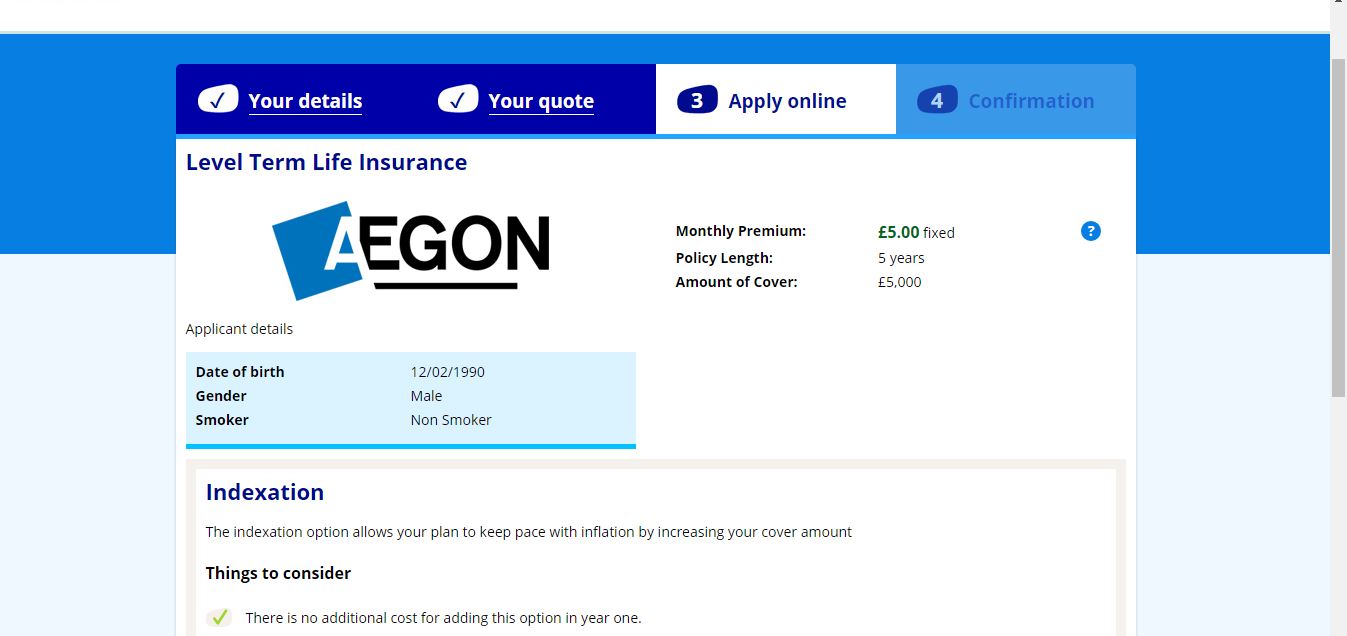 ✓ Your details
✓ Your quote
3 Apply online
4 Confirmation
Level Term Life Insurance
AEGON
Monthly Premium: £5.00 fixed ?
Policy Length: 5 years
Amount of Cover: £5,000
Applicant details
Date of birth 12/02/1990
Gender Male
Smoker Non Smoker
Indexation
The indexation option allows your plan to keep pace with inflation by increasing your cover amount
Things to consider
There is no additional cost for adding this option in year one.